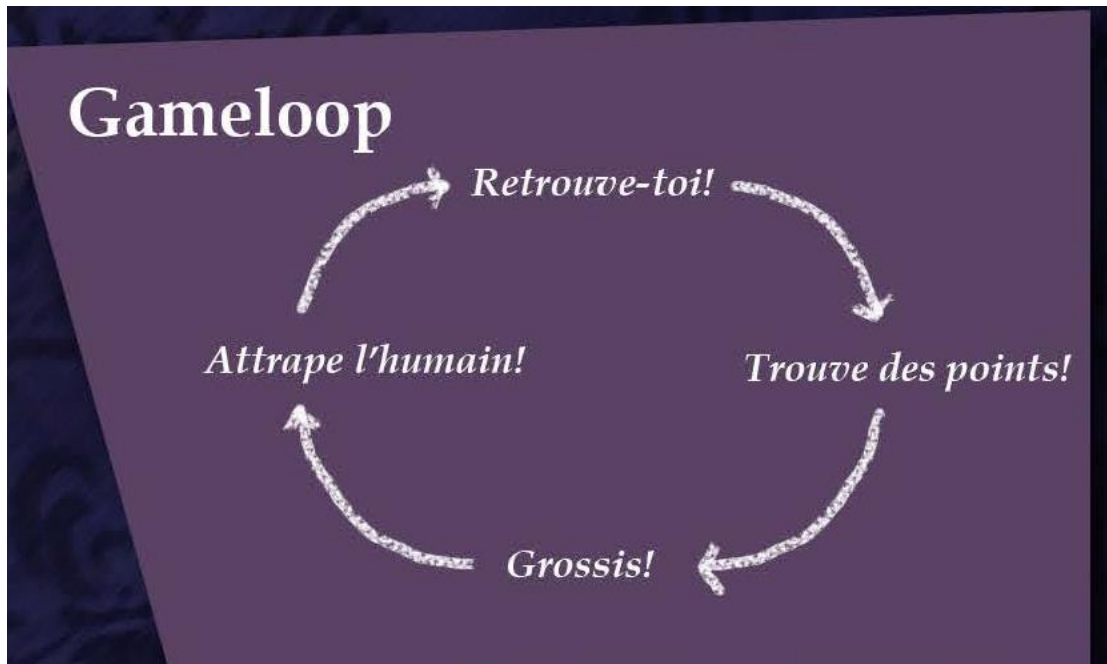 Gameloop
Retrouve-toi!
Attrape l'humain!
Trouve des points!
Grossis!